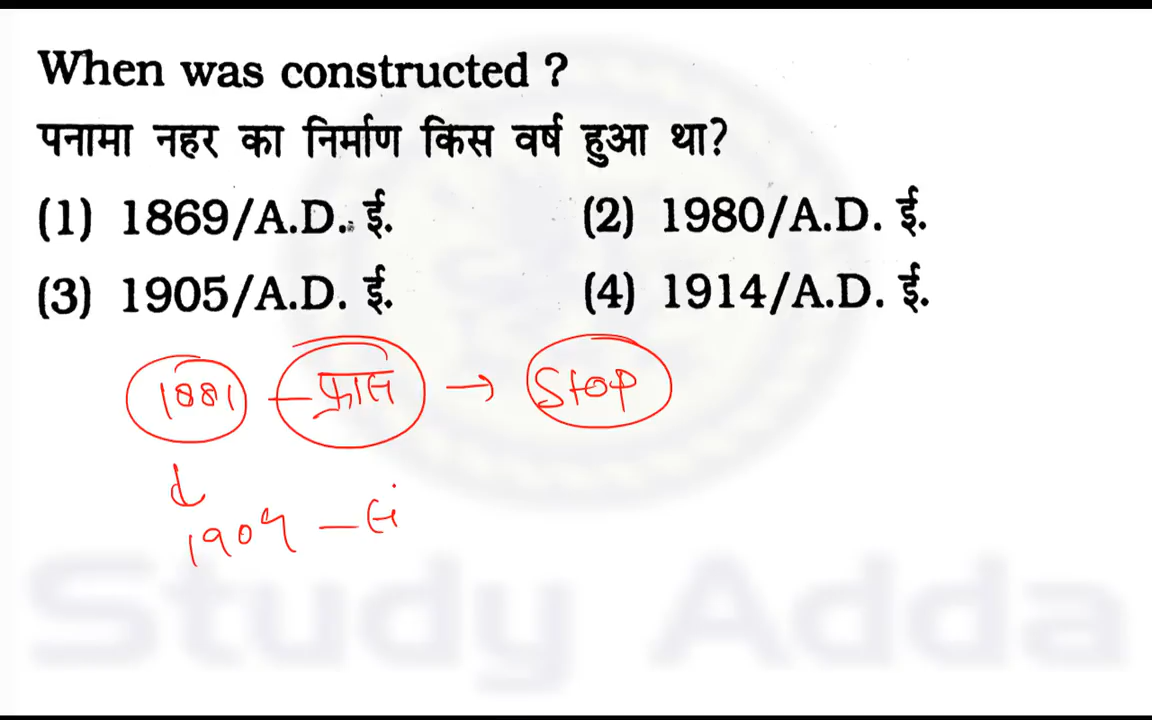 When was constructed ?
पनामा नहर का निर्माण किस वर्ष हुआ था?
(1) 1869/A.D. ई. (2) 1980/A.D. ई.
(3) 1905/A.D. ई. (4) 1914/A.D. ई.
1881 — फ्रांस → Stop
1904 — सं
Study Adda